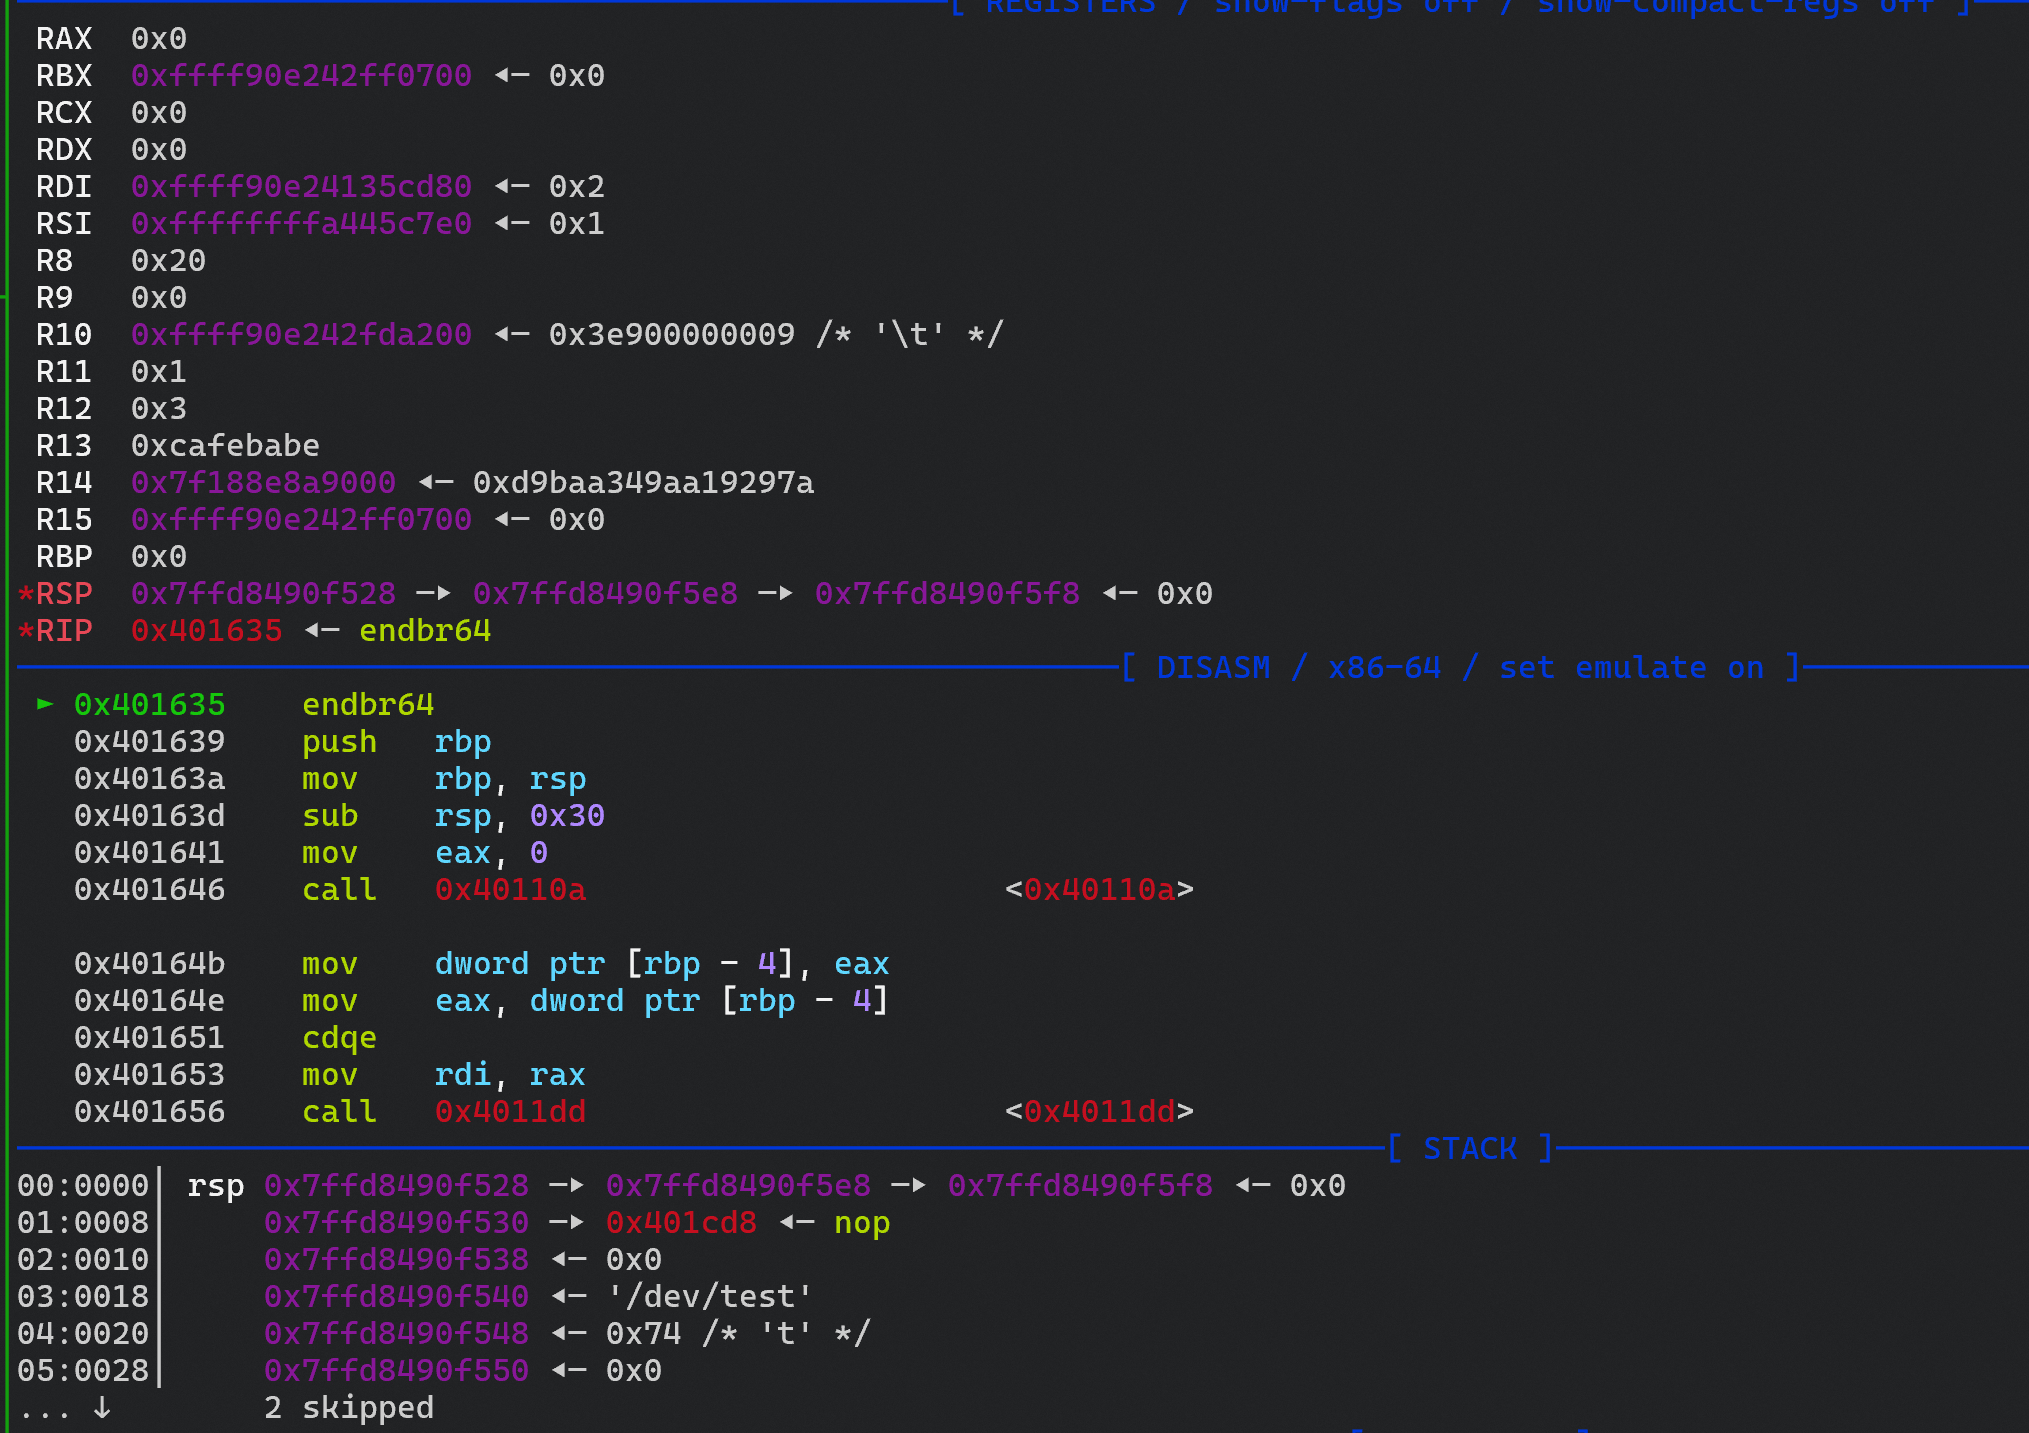 [ REGISTERS / show-flags off / show-compact-regs off ]
RAX 0x0
RBX 0xffff90e242ff0700 ◂— 0x0
RCX 0x0
RDX 0x0
RDI 0xffff90e24135cd80 ◂— 0x2
RSI 0xffffffffa445c7e0 ◂— 0x1
R8 0x20
R9 0x0
R10 0xffff90e242fda200 ◂— 0x3e900000009 /* '\t' */
R11 0x1
R12 0x3
R13 0xcafebabe
R14 0x7f188e8a9000 ◂— 0xd9baa349aa19297a
R15 0xffff90e242ff0700 ◂— 0x0
RBP 0x0
*RSP 0x7ffd8490f528 —▸ 0x7ffd8490f5e8 —▸ 0x7ffd8490f5f8 ◂— 0x0
*RIP 0x401635 ◂— endbr64
[ DISASM / x86-64 / set emulate on ]
► 0x401635 endbr64
0x401639 push rbp
0x40163a mov rbp, rsp
0x40163d sub rsp, 0x30
0x401641 mov eax, 0
0x401646 call 0x40110a <0x40110a>
0x40164b mov dword ptr [rbp - 4], eax
0x40164e mov eax, dword ptr [rbp - 4]
0x401651 cdqe
0x401653 mov rdi, rax
0x401656 call 0x4011dd <0x4011dd>
[ STACK ]
00:0000│ rsp 0x7ffd8490f528 —▸ 0x7ffd8490f5e8 —▸ 0x7ffd8490f5f8 ◂— 0x0
01:0008│ 0x7ffd8490f530 —▸ 0x401cd8 ◂— nop
02:0010│ 0x7ffd8490f538 ◂— 0x0
03:0018│ 0x7ffd8490f540 ◂— '/dev/test'
04:0020│ 0x7ffd8490f548 ◂— 0x74 /* 't' */
05:0028│ 0x7ffd8490f550 ◂— 0x0
... ↓ 2 skipped